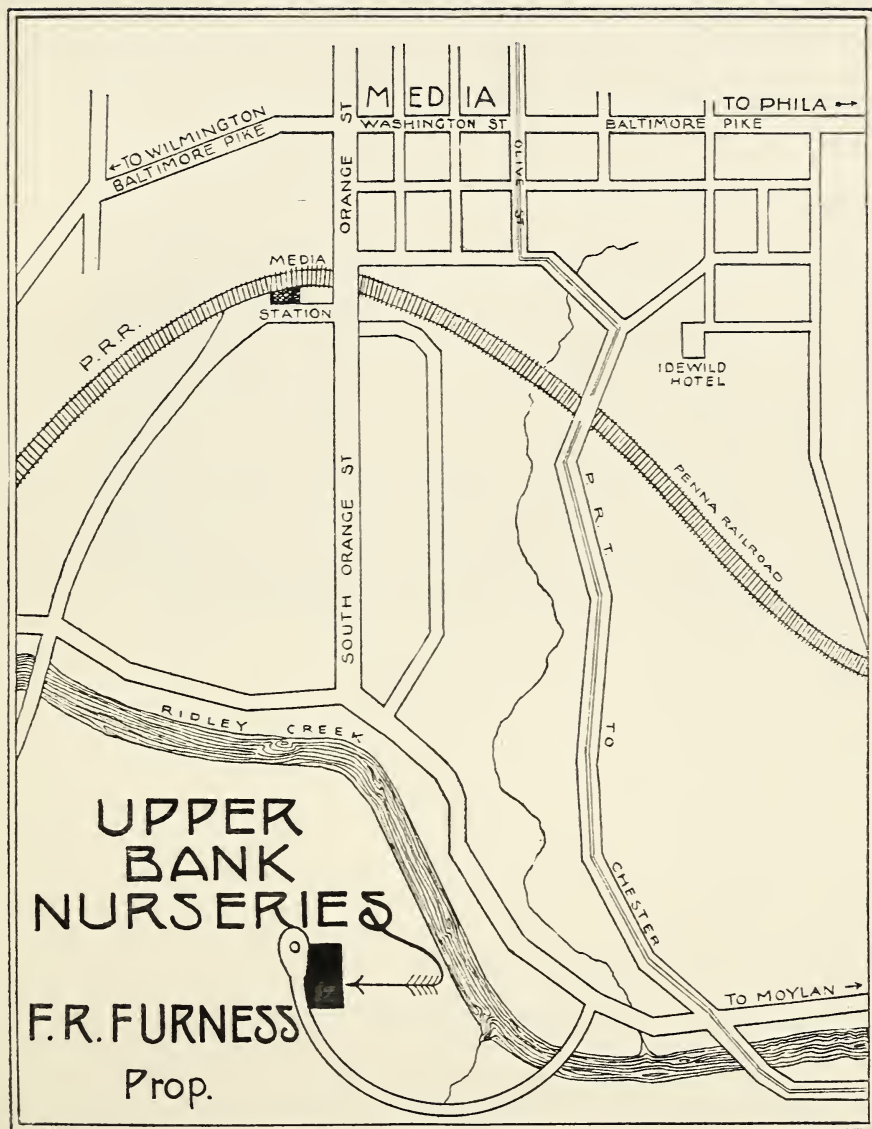 MEDIA
TO PHILA
WASHINGTON ST
BALTIMORE PIKE
←TO WILMINGTON
BALTIMORE PIKE
ORANGE ST
OLIVE ST
MEDIA
STATION
P.R.R.
IDEWILD
HOTEL
SOUTH ORANGE ST
P. R. T. TO CHESTER
PENNA RAILROAD
RIDLEY CREEK
UPPER
BANK
NURSERIES
F. R. FURNESS
Prop.
TO MOYLAN →